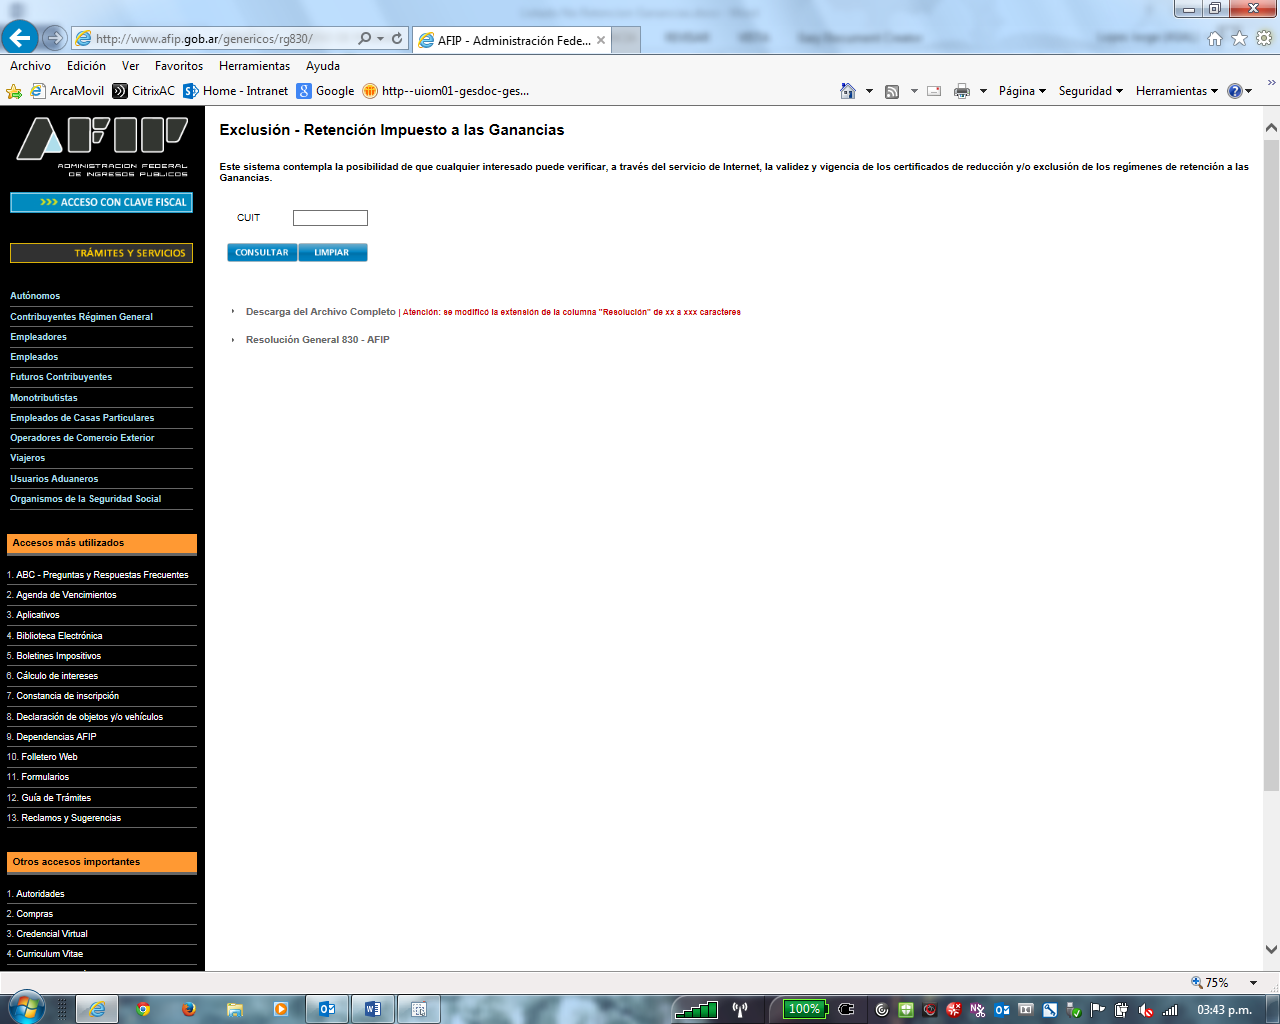 http://www.afip.gob.ar/genericos/rg830/
AFIP - Administración Fede...
Archivo Edición Ver Favoritos Herramientas Ayuda
ArcaMovil CitrixAC Home - Intranet Google http--uiom01-gesdoc-ges...
Página Seguridad Herramientas
AFIP
ADMINISTRACION FEDERAL
DE INGRESOS PUBLICOS
>>> ACCESO CON CLAVE FISCAL
TRÁMITES Y SERVICIOS
Autónomos
Contribuyentes Régimen General
Empleadores
Empleados
Futuros Contribuyentes
Monotributistas
Empleados de Casas Particulares
Operadores de Comercio Exterior
Viajeros
Usuarios Aduaneros
Organismos de la Seguridad Social
Accesos más utilizados
1. ABC - Preguntas y Respuestas Frecuentes
2. Agenda de Vencimientos
3. Aplicativos
4. Biblioteca Electrónica
5. Boletines Impositivos
6. Cálculo de intereses
7. Constancia de inscripción
8. Declaración de objetos y/o vehículos
9. Dependencias AFIP
10. Folletero Web
11. Formularios
12. Guía de Trámites
13. Reclamos y Sugerencias
Otros accesos importantes
1. Autoridades
2. Compras
3. Credencial Virtual
4. Curriculum Vitae
Exclusión - Retención Impuesto a las Ganancias
Este sistema contempla la posibilidad de que cualquier interesado puede verificar, a través del servicio de Internet, la validez y vigencia de los certificados de reducción y/o exclusión de los regímenes de retención a las
Ganancias.
CUIT
CONSULTAR LIMPIAR
Descarga del Archivo Completo | Atención: se modificó la extensión de la columna "Resolución" de xx a xxx caracteres
Resolución General 830 - AFIP
75%
100%
03:43 p.m.